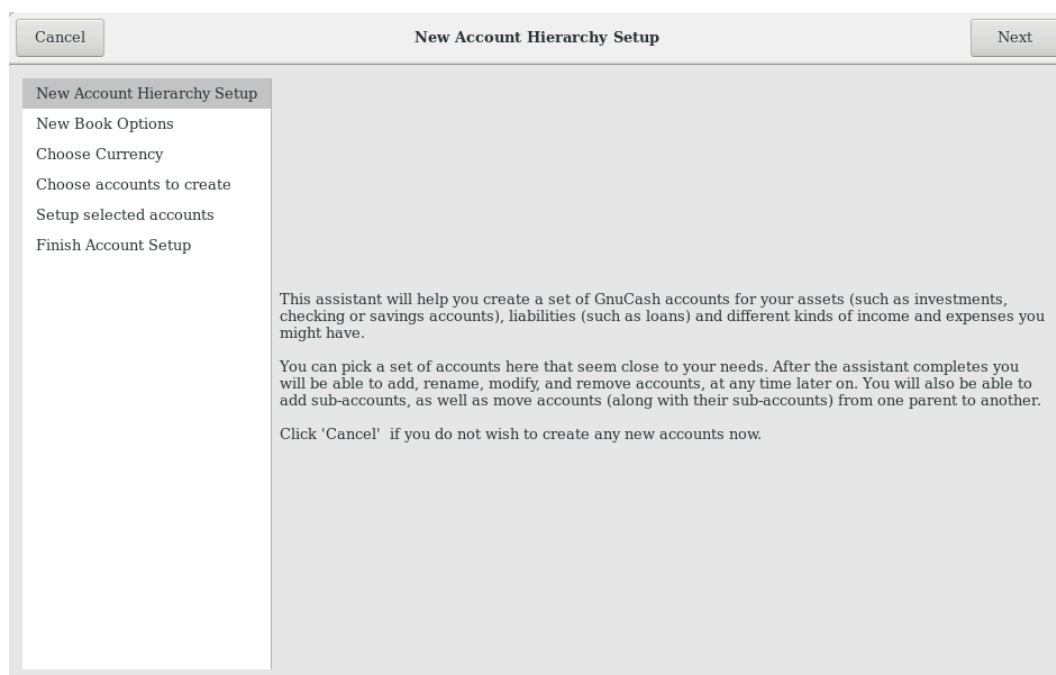 Cancel
New Account Hierarchy Setup
Next
New Account Hierarchy Setup
New Book Options
Choose Currency
Choose accounts to create
Setup selected accounts
Finish Account Setup
This assistant will help you create a set of GnuCash accounts for your assets (such as investments,
checking or savings accounts), liabilities (such as loans) and different kinds of income and expenses you
might have.
You can pick a set of accounts here that seem close to your needs. After the assistant completes you
will be able to add, rename, modify, and remove accounts, at any time later on. You will also be able to
add sub-accounts, as well as move accounts (along with their sub-accounts) from one parent to another.
Click 'Cancel'  if you do not wish to create any new accounts now.